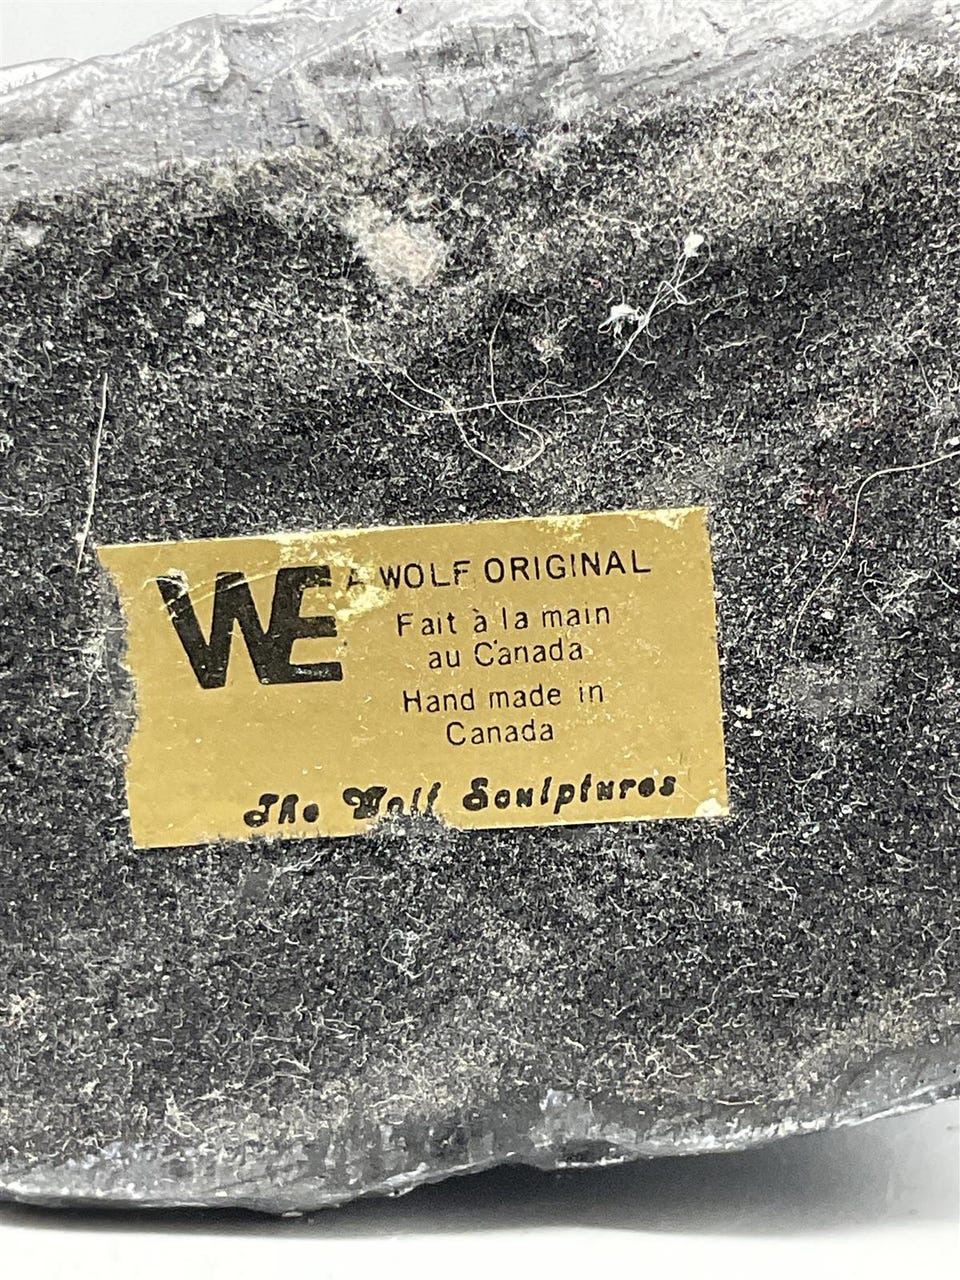 WE
A WOLF ORIGINAL
Fait à la main
au Canada
Hand made in
Canada
The Wolf Sculptures